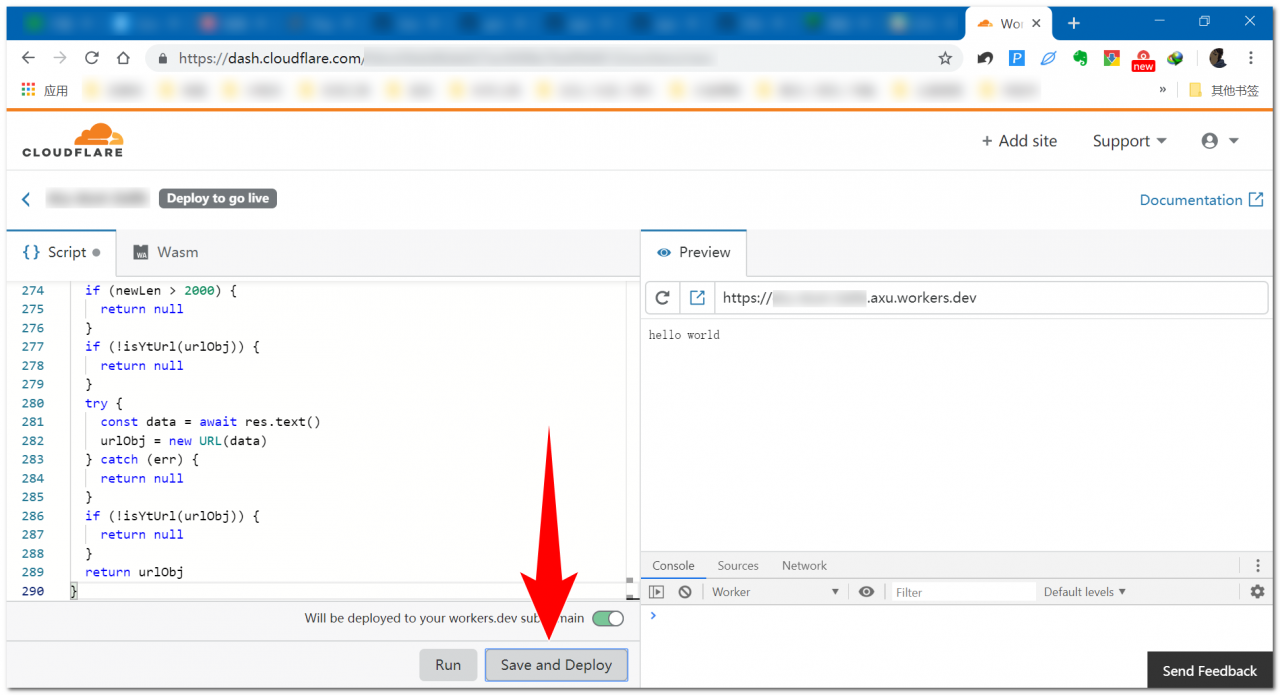 Wor
https://dash.cloudflare.com/
P
new
应用
»
其他书签
CLOUDFLARE
+ Add site
Support
Deploy to go live
Documentation
{} Script
WA
Wasm
Preview
https://
.axu.workers.dev
hello world
274 if (newLen > 2000) {
275 return null
276 }
277 if (!isYtUrl(urlObj)) {
278 return null
279 }
280 try {
281 const data = await res.text()
282 urlObj = new URL(data)
283 } catch (err) {
284 return null
285 }
286 if (!isYtUrl(urlObj)) {
287 return null
288 }
289 return urlObj
290 }
Will be deployed to your workers.dev sub main
Run
Save and Deploy
Console
Sources
Network
Worker
Filter
Default levels
Send Feedback